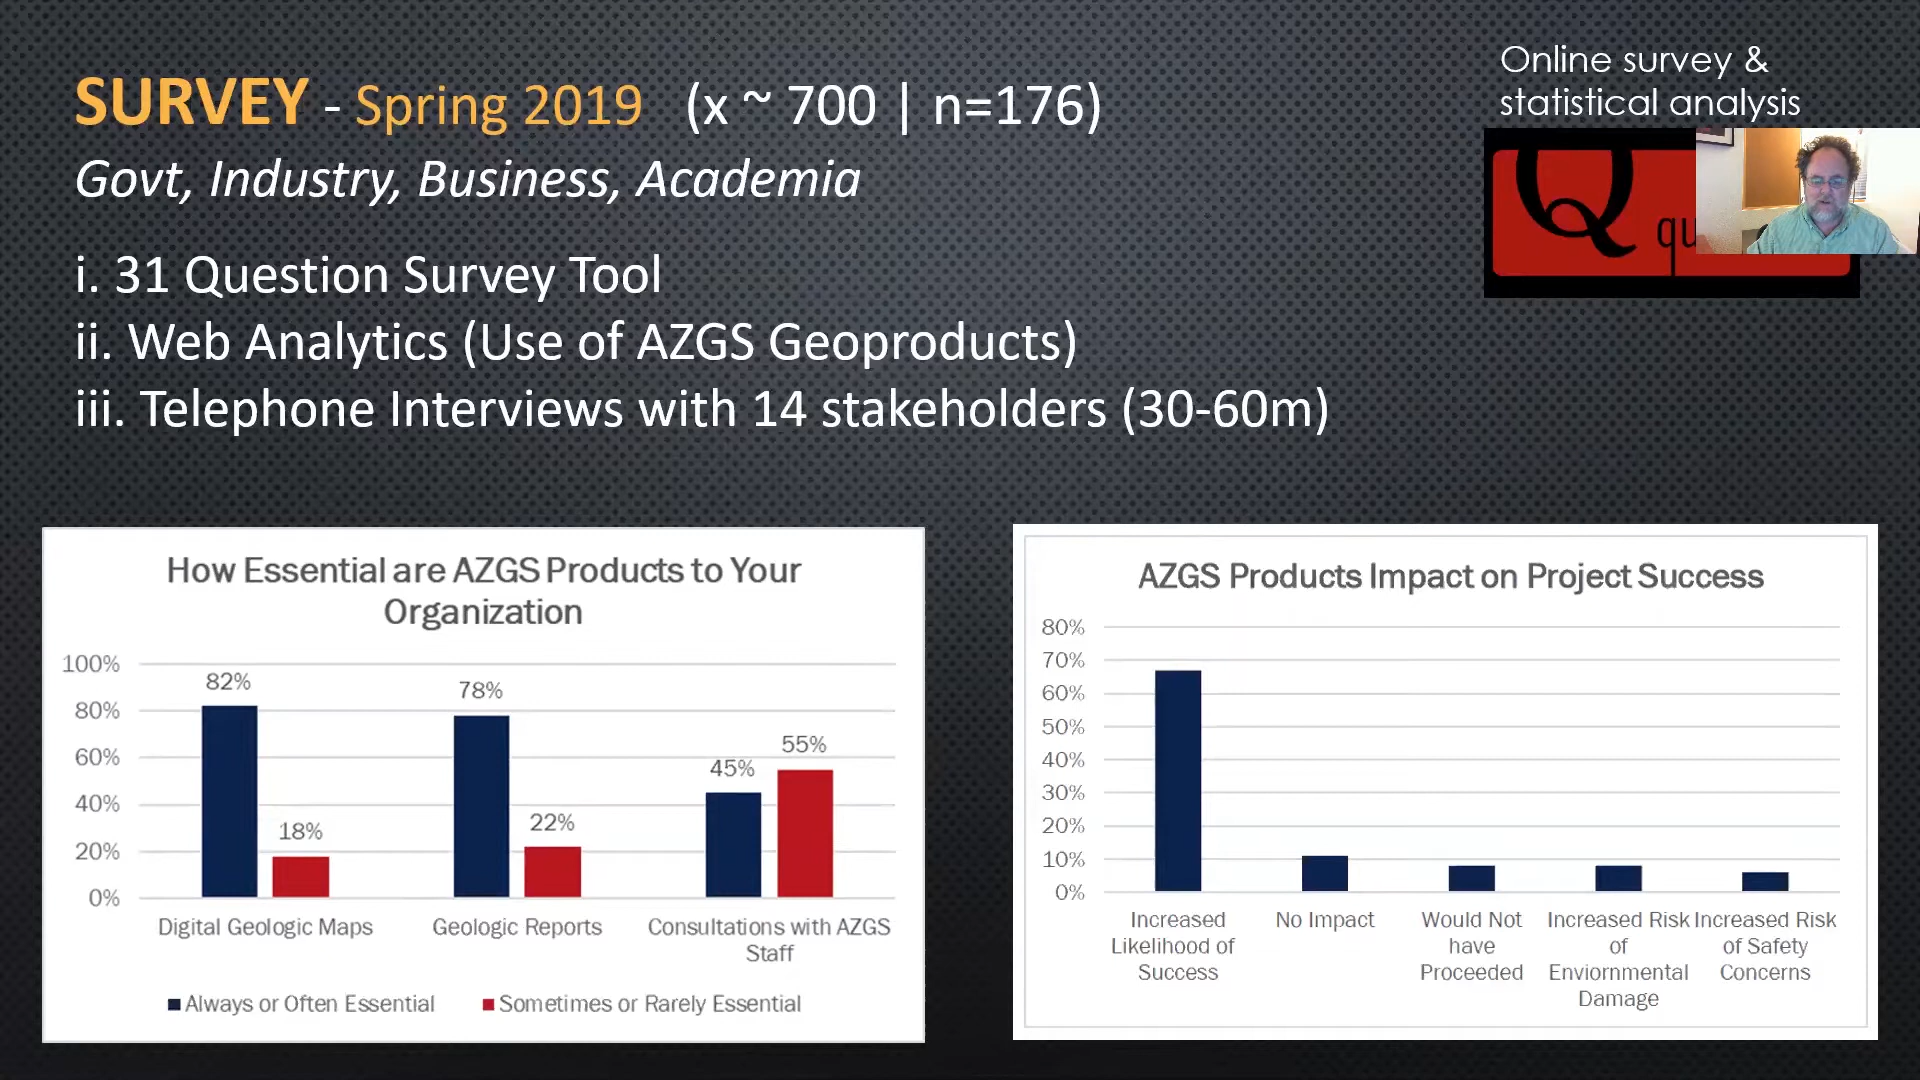 SURVEY - Spring 2019 (x ~ 700 | n=176)
Govt, Industry, Business, Academia
i. 31 Question Survey Tool
ii. Web Analytics (Use of AZGS Geoproducts)
iii. Telephone Interviews with 14 stakeholders (30-60m)
Online survey &
statistical analysis
Q
qu
How Essential are AZGS Products to Your
Organization
100%
80%
60%
40%
20%
0%
82%
18%
78%
22%
45%
55%
Digital Geologic Maps
Geologic Reports
Consultations with AZGS
Staff
Always or Often Essential
Sometimes or Rarely Essential
AZGS Products Impact on Project Success
80%
70%
60%
50%
40%
30%
20%
10%
0%
Increased
Likelihood of
Success
No Impact
Would Not
have
Proceeded
Increased Risk
of
Enviornmental
Damage
Increased Risk
of Safety
Concerns